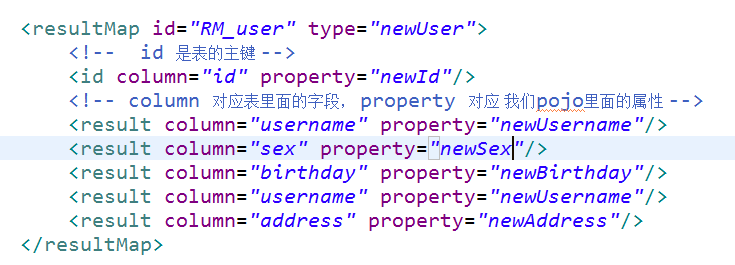 <resultMap id="RM_user" type="newUser">
<!-- id 是表的主键 -->
<id column="id" property="newId"/>
<!-- column 对应表里面的字段， property 对应 我们pojo里面的属性 -->
<result column="username" property="newUsername"/>
<result column="sex" property="newSex"/>
<result column="birthday" property="newBirthday"/>
<result column="username" property="newUsername"/>
<result column="address" property="newAddress"/>
</resultMap>